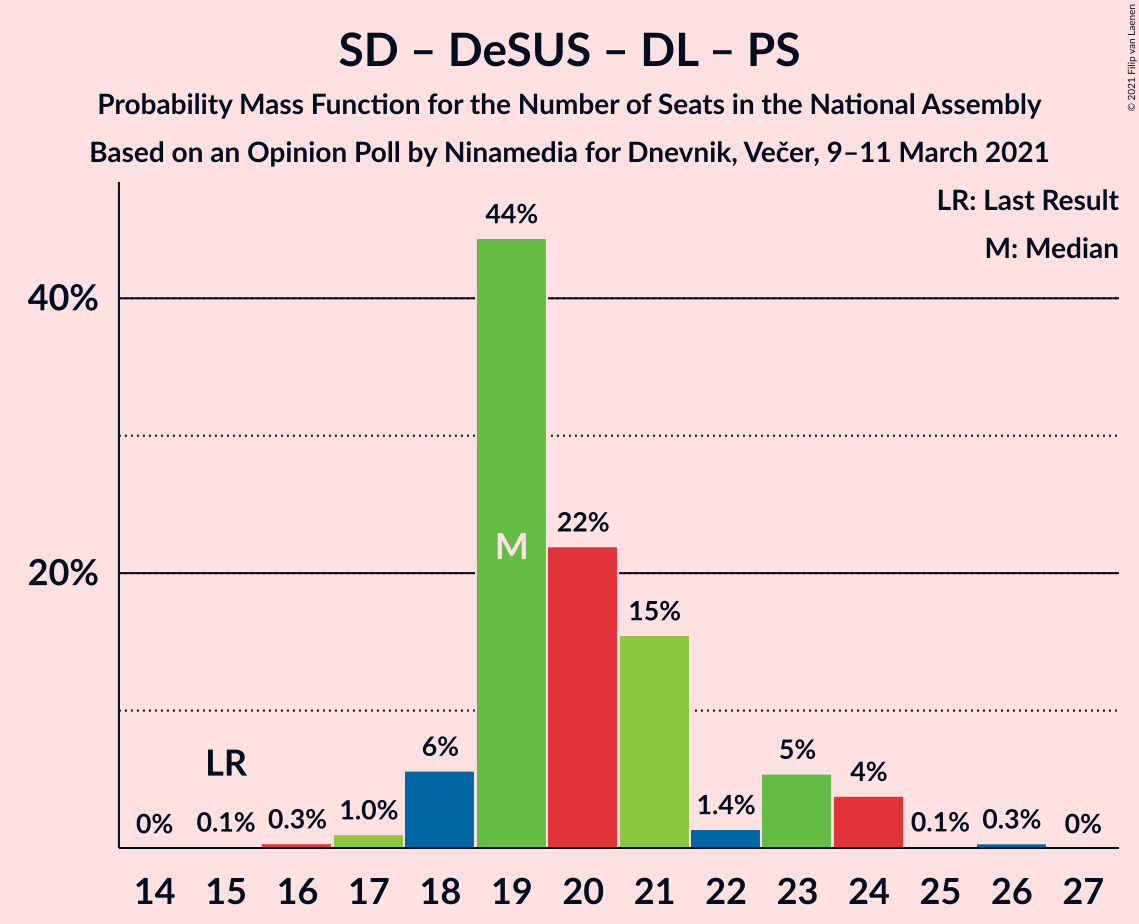 SD – DeSUS – DL – PS
Probability Mass Function for the Number of Seats in the National Assembly
Based on an Opinion Poll by Ninamedia for Dnevnik, Večer, 9–11 March 2021
© 2021 Filip van Laenen
LR: Last Result
M: Median
40%
20%
0% 0.1% 0.3% 1.0% 6% 44% 22% 15% 1.4% 5% 4% 0.1% 0.3% 0%
LR
M
14 15 16 17 18 19 20 21 22 23 24 25 26 27